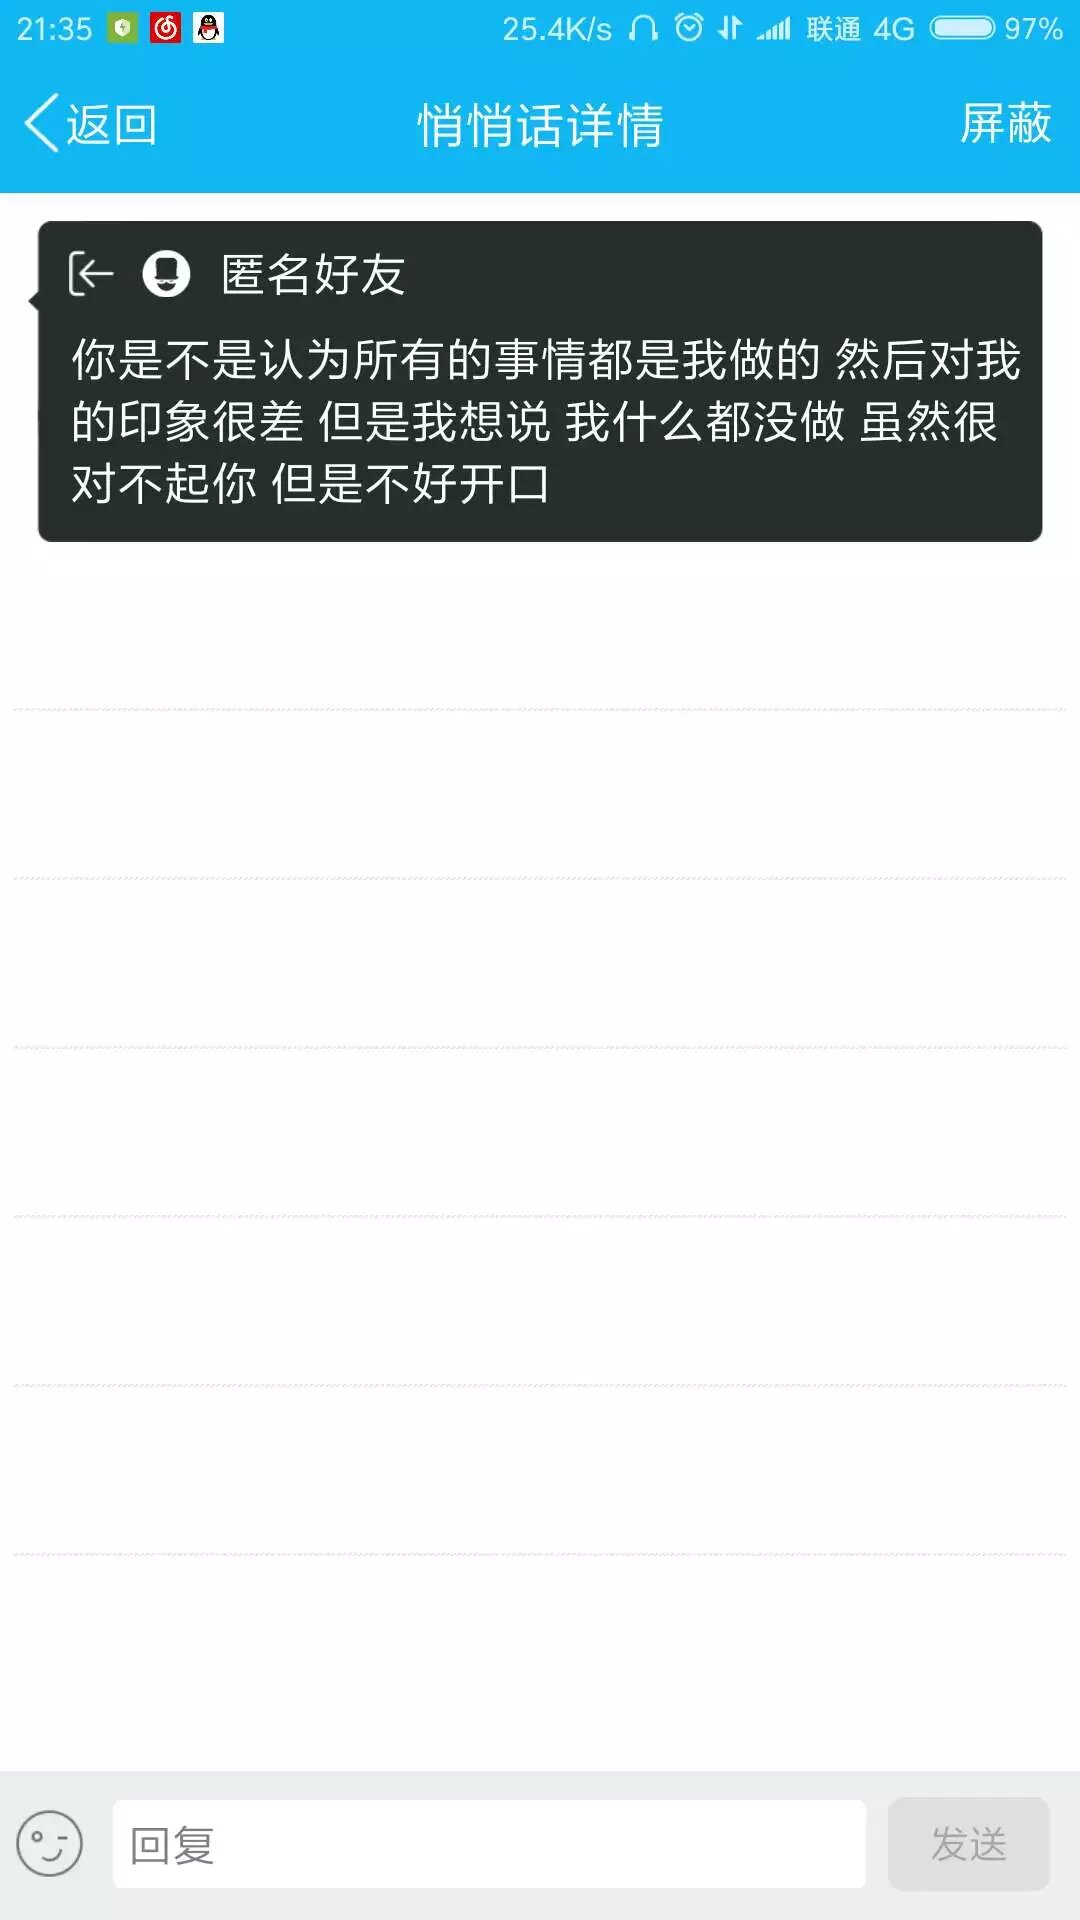 21:35 25.4K/s 联通 4G 97%
返回 悄悄话详情 屏蔽
匿名好友
你是不是认为所有的事情都是我做的 然后对我
的印象很差 但是我想说 我什么都没做 虽然很
对不起你 但是不好开口
回复 发送